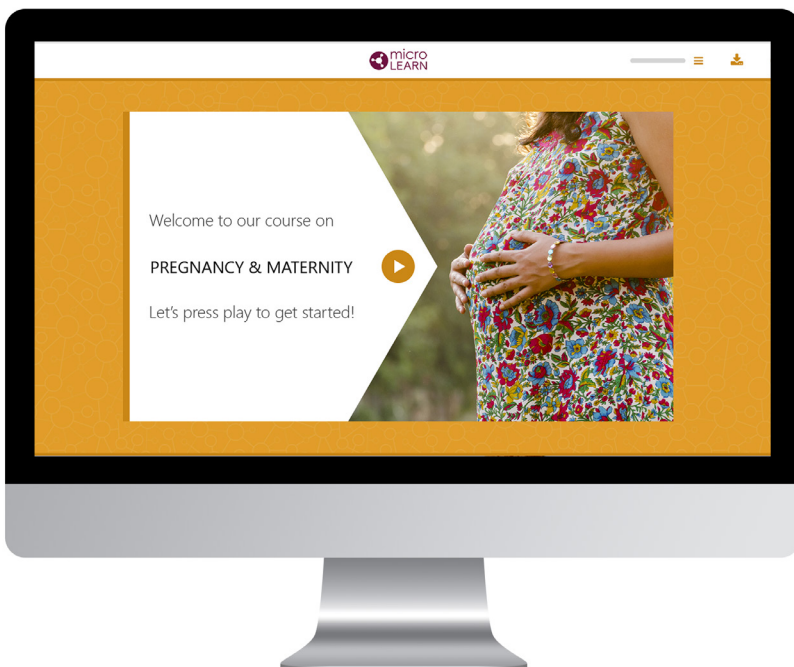 micro
LEARN
Welcome to our course on
PREGNANCY & MATERNITY
Let's press play to get started!